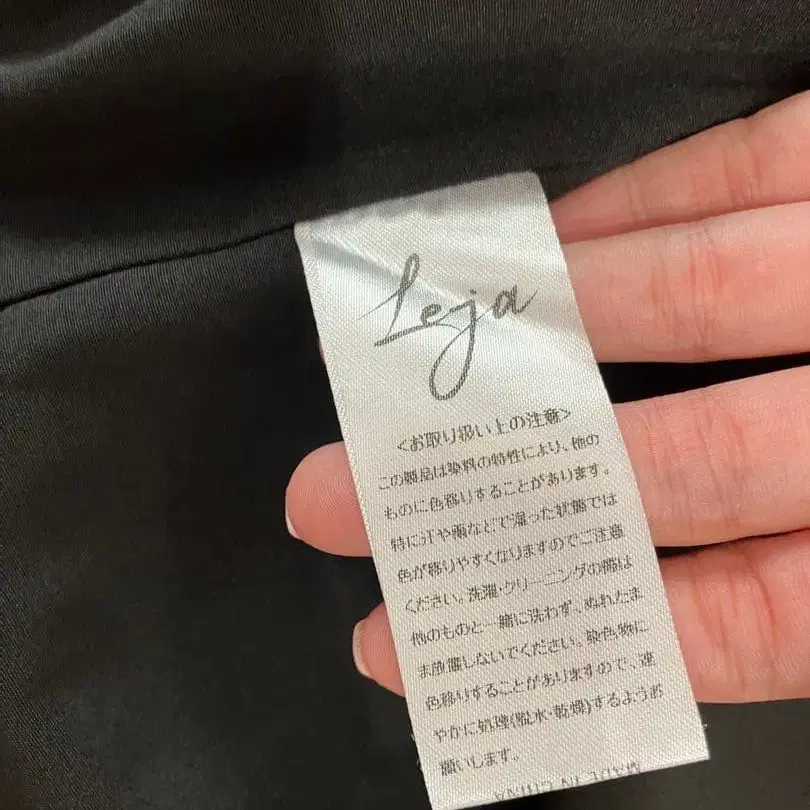 Leja
<お取り扱い上の注意>
この製品は染料の特性により、他の
ものに色移りすることがあります。
特に汗や雨などで湿った状態では
色が移りやすくなりますのでご注意
ください。洗濯・クリーニングの際は
他のものと一緒に洗わず、ぬれたま
ま放置しないでください。染色物に
色移りすることがありますので、速
やかに処理(脱水・乾燥)するようお
願いします。
MADE IN CHINA